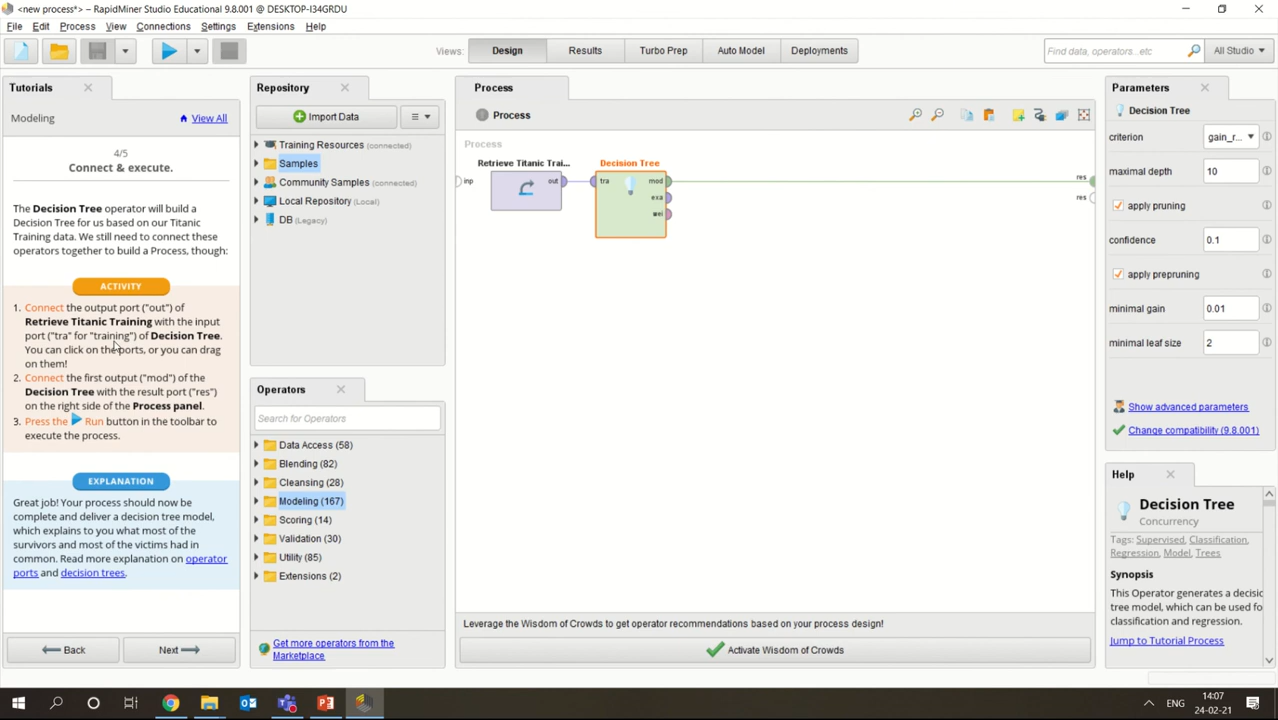 <new process*> – RapidMiner Studio Educational 9.8.001 @ DESKTOP-I34GRDU
File Edit Process View Connections Settings Extensions Help
Views: Design Results Turbo Prep Auto Model Deployments
Find data, operators...etc
All Studio
Tutorials
Modeling
View All
4/5
Connect & execute.
The Decision Tree operator will build a
Decision Tree for us based on our Titanic
Training data. We still need to connect these
operators together to build a Process, though:
ACTIVITY
1. Connect the output port ("out") of
Retrieve Titanic Training with the input
port ("tra" for "training") of Decision Tree.
You can click on the ports, or you can drag
on them!
2. Connect the first output ("mod") of the
Decision Tree with the result port ("res")
on the right side of the Process panel.
3. Press the Run button in the toolbar to
execute the process.
EXPLANATION
Great job! Your process should now be
complete and deliver a decision tree model,
which explains to you what most of the
survivors and most of the victims had in
common. Read more explanation on operator
ports and decision trees.
Back
Next
Repository
Import Data
Training Resources (connected)
Samples
Community Samples (connected)
Local Repository (Local)
DB (Legacy)
Operators
Search for Operators
Data Access (58)
Blending (82)
Cleansing (28)
Modeling (167)
Scoring (14)
Validation (30)
Utility (85)
Extensions (2)
Get more operators from the
Marketplace
Process
Process
Process
Retrieve Titanic Trai...
Decision Tree
inp
out
tra
mod
exa
wei
res
res
Leverage the Wisdom of Crowds to get operator recommendations based on your process design!
Activate Wisdom of Crowds
Parameters
Decision Tree
criterion gain_r...
maximal depth 10
apply pruning
confidence 0.1
apply prepruning
minimal gain 0.01
minimal leaf size 2
Show advanced parameters
Change compatibility (9.8.001)
Help
Decision Tree
Concurrency
Tags: Supervised, Classification,
Regression, Model, Trees
Synopsis
This Operator generates a decisic
tree model, which can be used fo
classification and regression.
Jump to Tutorial Process
ENG
14:07
24-02-21